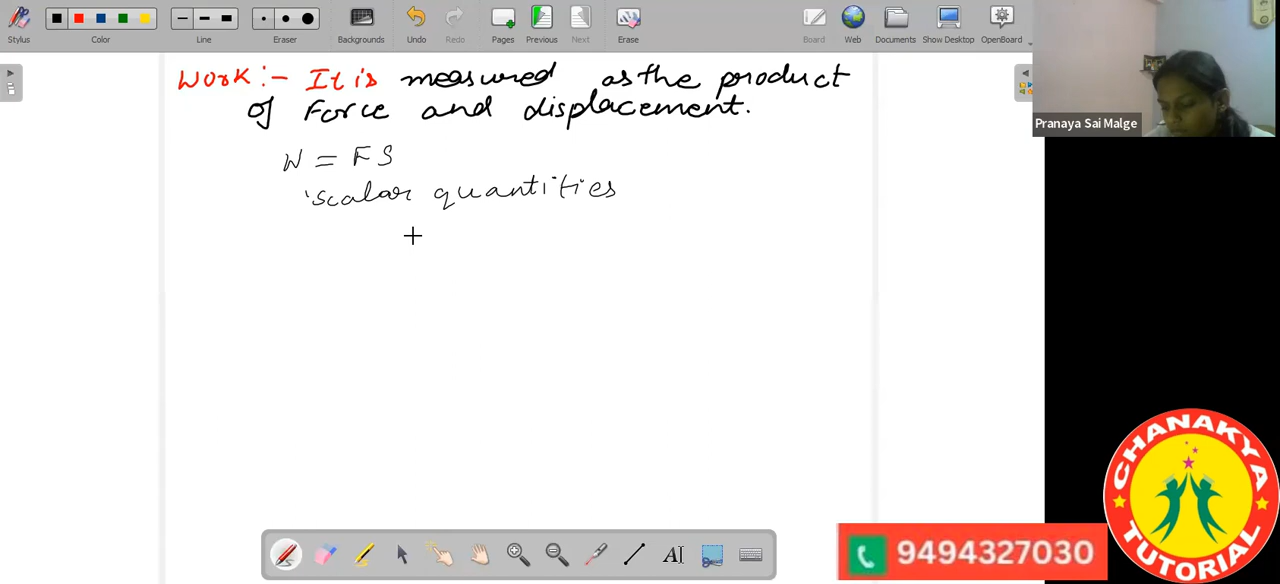 Stylus
Color
Line
Eraser
Backgrounds
Undo
Redo
Pages
Previous
Next
Erase
Board
Web
Documents
Show Desktop
OpenBoard
Work :- It is measured as the product
of Force and displacement.
W = FS
scalar quantities
Pranaya Sai Malge
9494327030
CHANAKYA
TUTORIAL